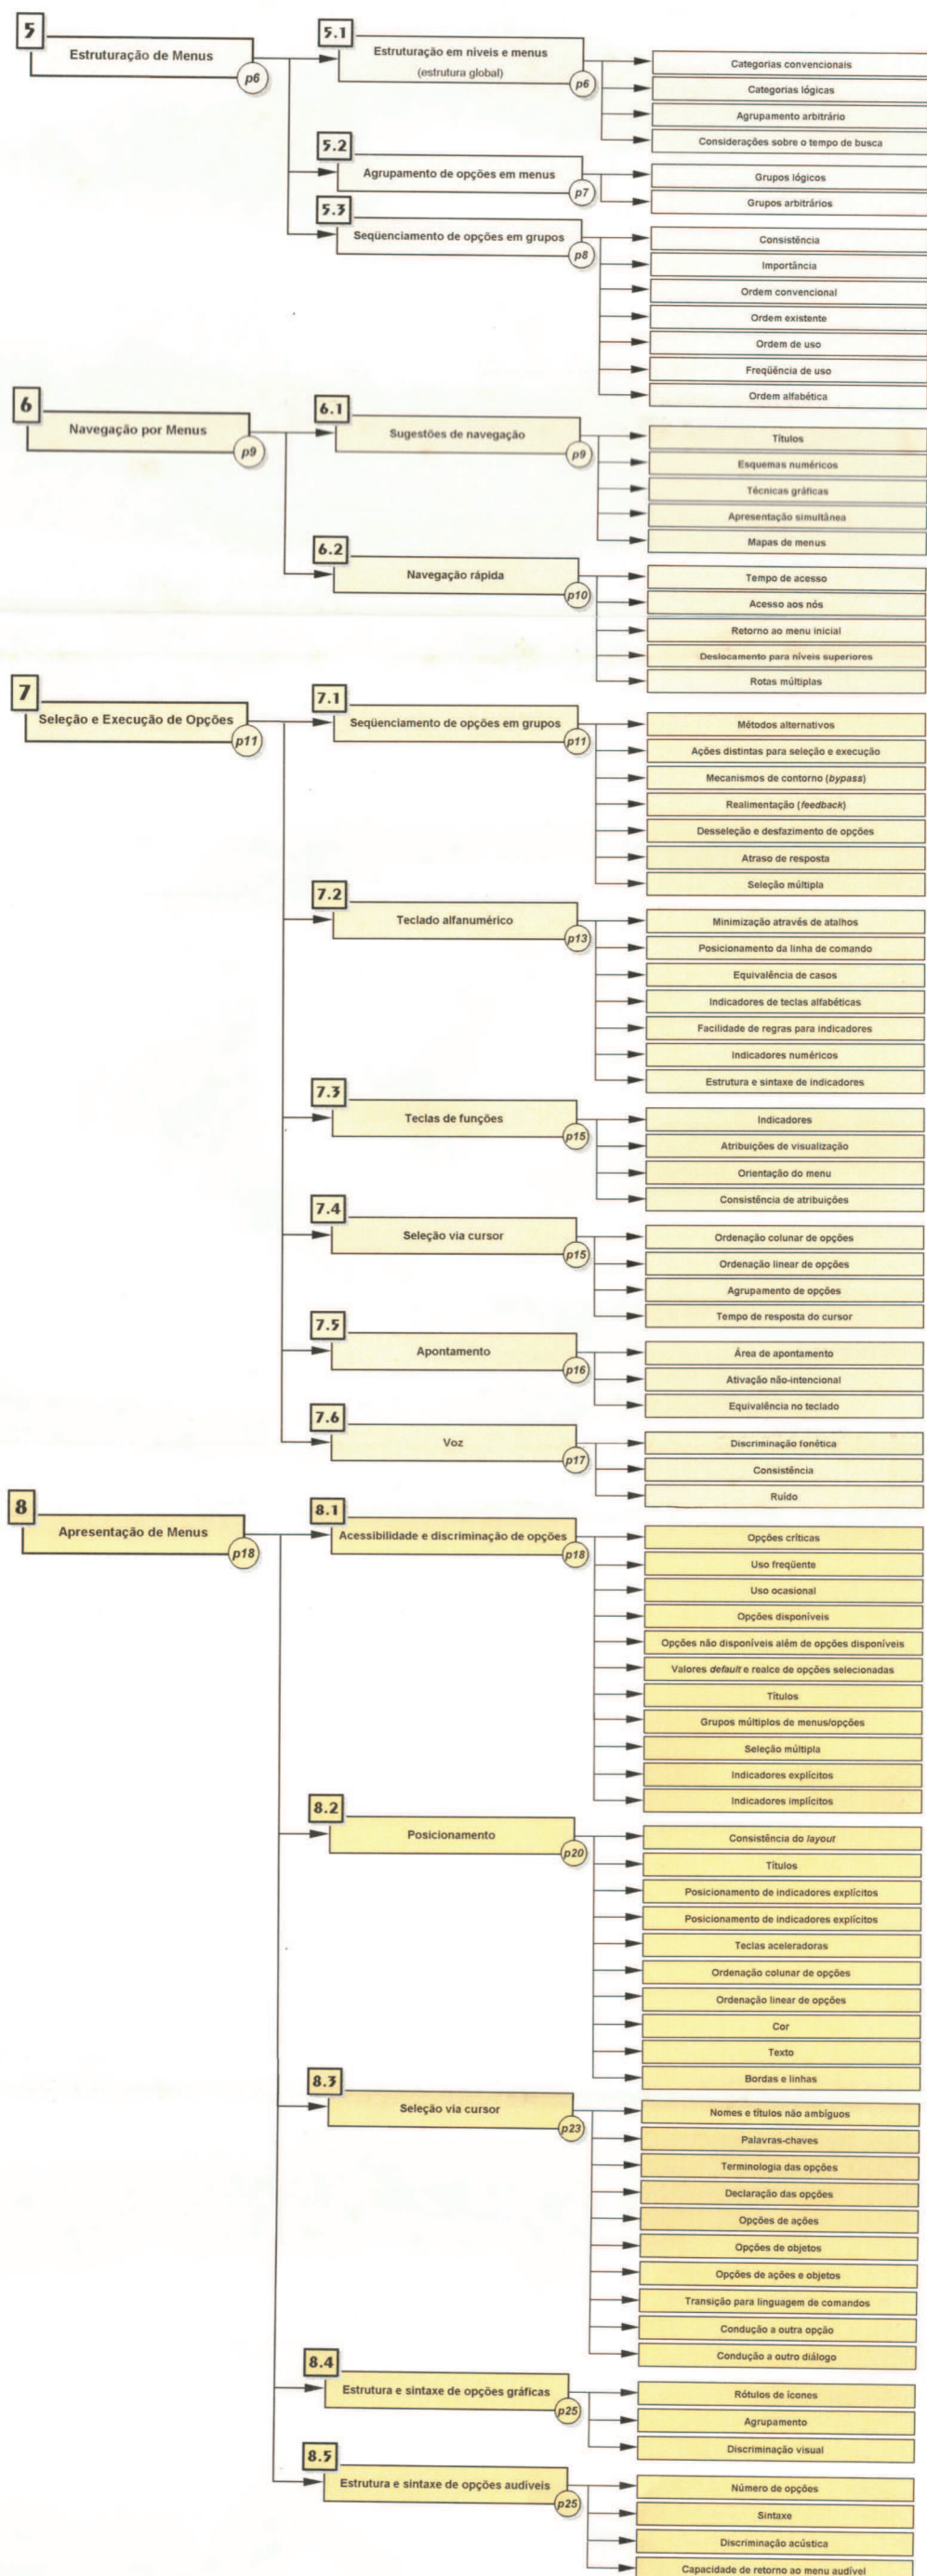 5
Estruturação de Menus
p6
5.1
Estruturação em níveis e menus
(estrutura global)
p6
Categorias convencionais
Categorias lógicas
Agrupamento arbitrário
Considerações sobre o tempo de busca
5.2
Agrupamento de opções em menus
p7
Grupos lógicos
Grupos arbitrários
5.3
Seqüenciamento de opções em grupos
p8
Consistência
Importância
Ordem convencional
Ordem existente
Ordem de uso
Freqüência de uso
Ordem alfabética
6
Navegação por Menus
p9
6.1
Sugestões de navegação
p9
Títulos
Esquemas numéricos
Técnicas gráficas
Apresentação simultânea
Mapas de menus
6.2
Navegação rápida
p10
Tempo de acesso
Acesso aos nós
Retorno ao menu inicial
Deslocamento para níveis superiores
Rotas múltiplas
7
Seleção e Execução de Opções
p11
7.1
Seqüenciamento de opções em grupos
p11
Métodos alternativos
Ações distintas para seleção e execução
Mecanismos de contorno (bypass)
Realimentação (feedback)
Desseleção e desfazimento de opções
Atraso de resposta
Seleção múltipla
7.2
Teclado alfanumérico
p13
Minimização através de atalhos
Posicionamento da linha de comando
Equivalência de casos
Indicadores de teclas alfabéticas
Facilidade de regras para indicadores
Indicadores numéricos
Estrutura e sintaxe de indicadores
7.3
Teclas de funções
p15
Indicadores
Atribuições de visualização
Orientação do menu
Consistência de atribuições
7.4
Seleção via cursor
p15
Ordenação colunar de opções
Ordenação linear de opções
Agrupamento de opções
Tempo de resposta do cursor
7.5
Apontamento
p16
Área de apontamento
Ativação não-intencional
Equivalência no teclado
7.6
Voz
p17
Discriminação fonética
Consistência
Ruído
8
Apresentação de Menus
p18
8.1
Acessibilidade e discriminação de opções
p18
Opções críticas
Uso freqüente
Uso ocasional
Opções disponíveis
Opções não disponíveis além de opções disponíveis
Valores default e realce de opções selecionadas
Títulos
Grupos múltiplos de menus/opções
Seleção múltipla
Indicadores explícitos
Indicadores implícitos
8.2
Posicionamento
p20
Consistência do layout
Títulos
Posicionamento de indicadores explícitos
Posicionamento de indicadores explícitos
Teclas aceleradoras
Ordenação colunar de opções
Ordenação linear de opções
Cor
Texto
Bordas e linhas
8.3
Seleção via cursor
p23
Nomes e títulos não ambíguos
Palavras-chaves
Terminologia das opções
Declaração das opções
Opções de ações
Opções de objetos
Opções de ações e objetos
Transição para linguagem de comandos
Condução a outra opção
Condução a outro diálogo
8.4
Estrutura e sintaxe de opções gráficas
p25
Rótulos de ícones
Agrupamento
Discriminação visual
8.5
Estrutura e sintaxe de opções audíveis
p25
Número de opções
Sintaxe
Discriminação acústica
Capacidade de retorno ao menu audível